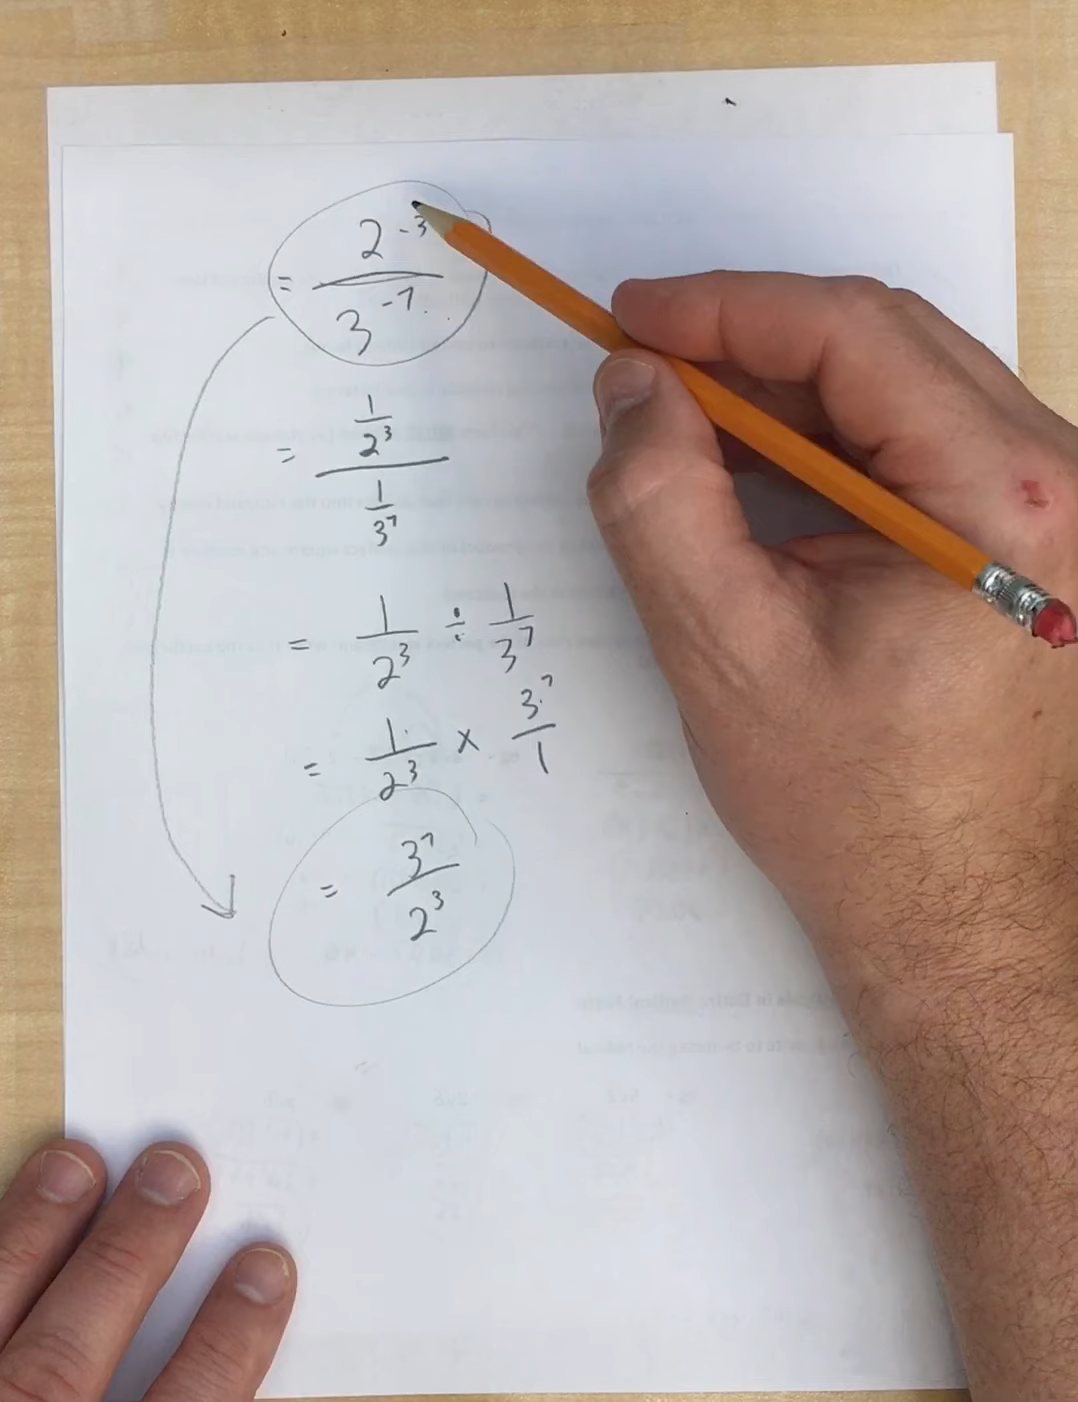 = 2^-3 / 3^-7
= (1/2^3) / (1/3^7)
= 1/2^3 ÷ 1/3^7
= 1/2^3 × 3^7/1
= 3^7/2^3